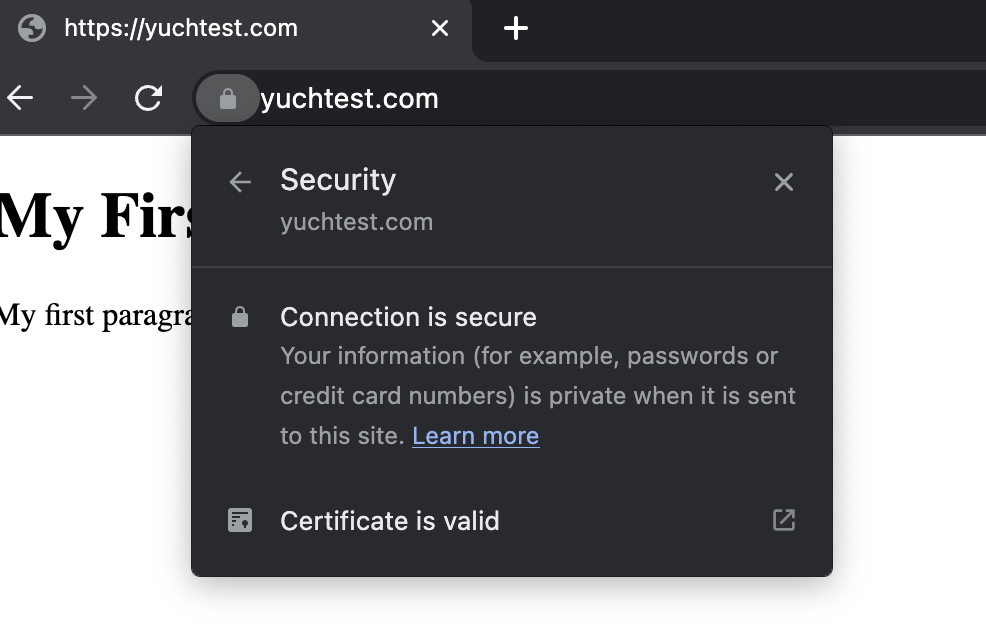 https://yuchtest.com
yuchtest.com
Security
yuchtest.com
My Firs
My first paragra
Connection is secure
Your information (for example, passwords or
credit card numbers) is private when it is sent
to this site. Learn more
Certificate is valid